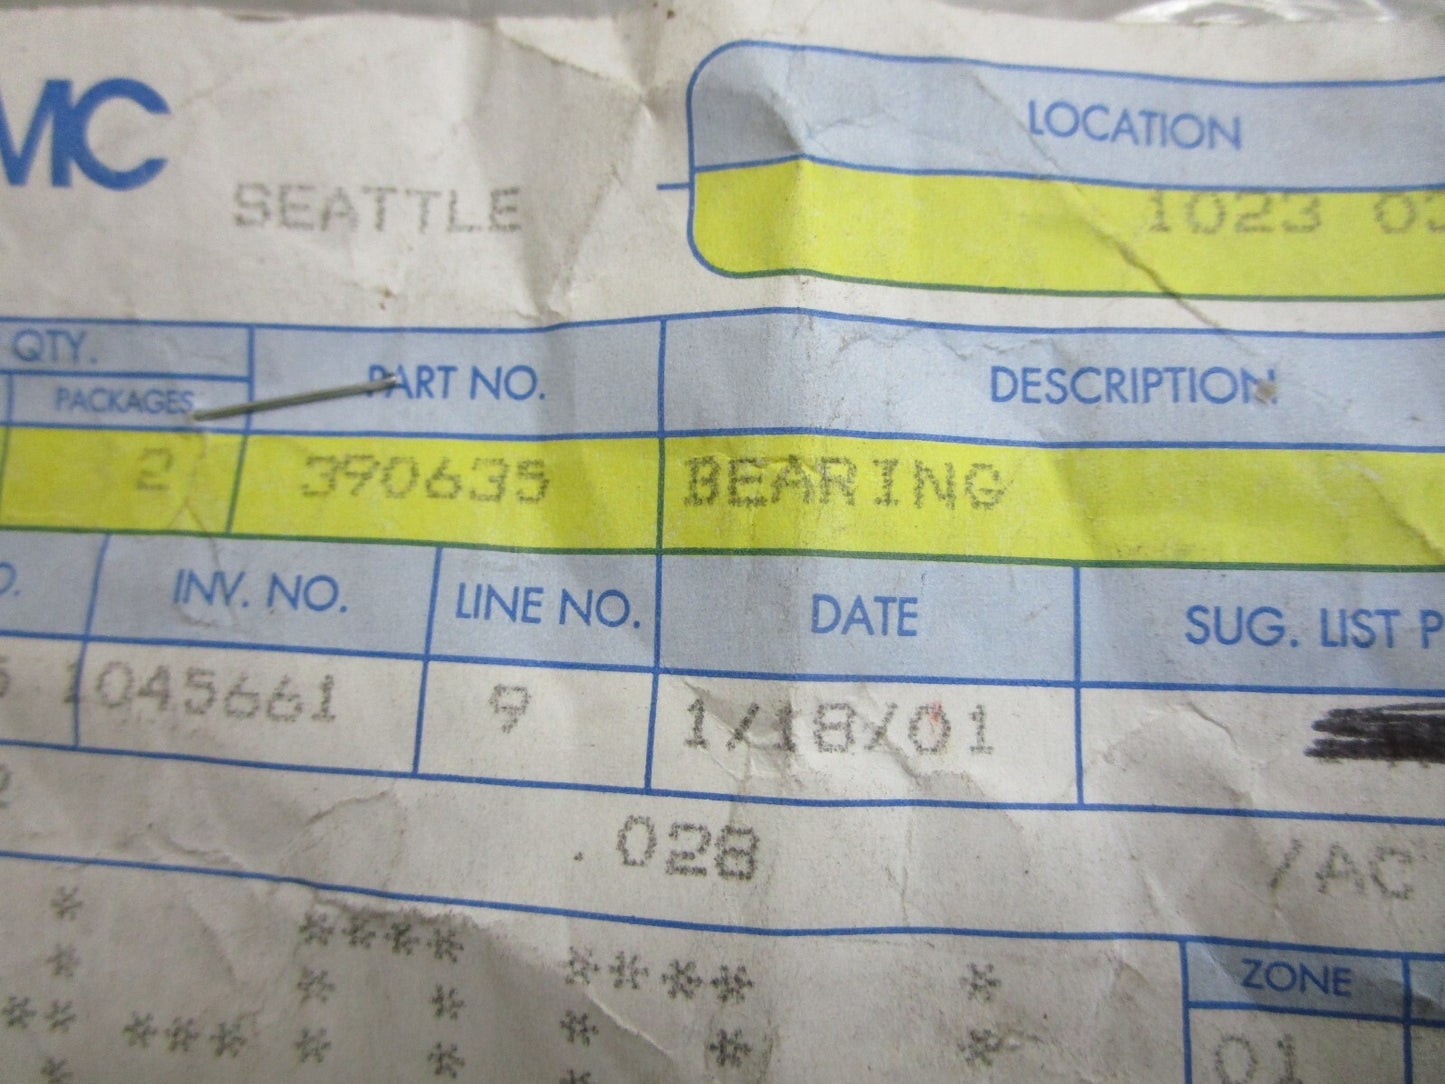 MC
SEATTLE
LOCATION
1023 03
QTY.
PACKAGES
PART NO.
DESCRIPTION
2 390635 BEARING
INV. NO. LINE NO. DATE SUG. LIST P
1045661 9 1/18/01
.028 /AC
* **** **** *
* * * * * * *
** *** * * * * *
ZONE
01